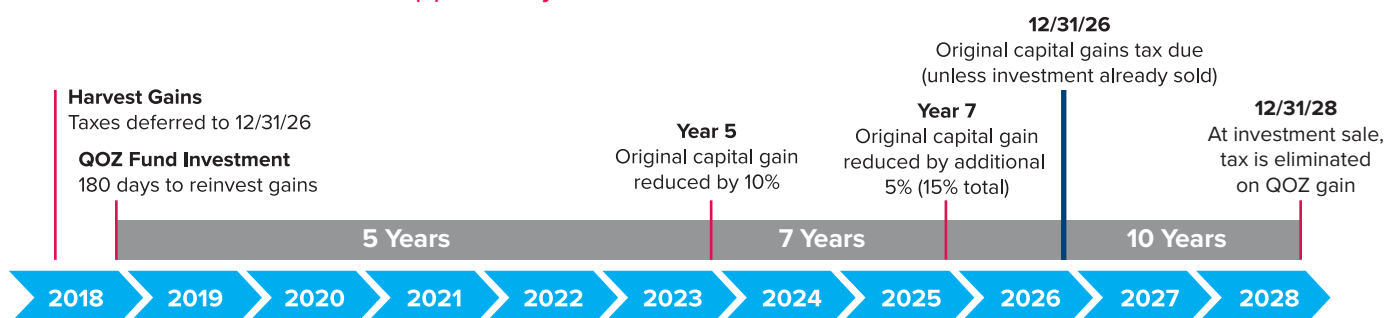 12/31/26
Original capital gains tax due
(unless investment already sold)
Harvest Gains
Taxes deferred to 12/31/26
QOZ Fund Investment
180 days to reinvest gains
Year 5
Original capital gain
reduced by 10%
Year 7
Original capital gain
reduced by additional
5% (15% total)
12/31/28
At investment sale,
tax is eliminated
on QOZ gain
5 Years
7 Years
10 Years
2018
2019
2020
2021
2022
2023
2024
2025
2026
2027
2028